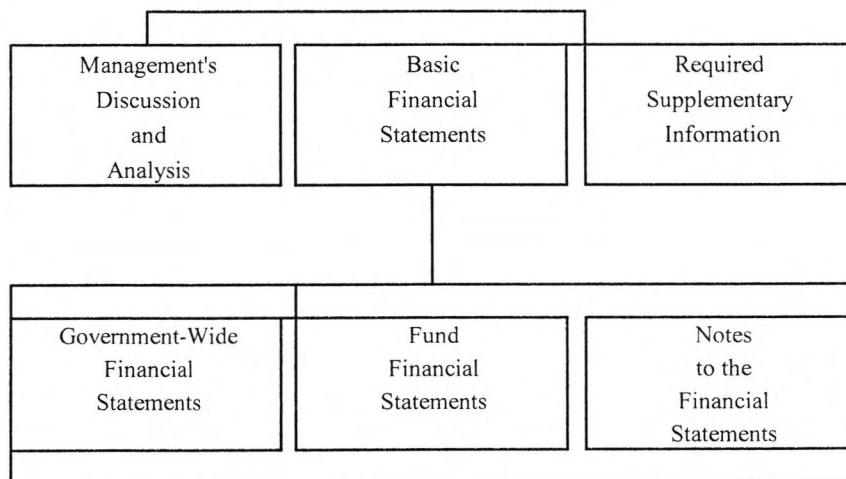 Management's
Discussion
and
Analysis
Basic
Financial
Statements
Required
Supplementary
Information
Government-Wide
Financial
Statements
Fund
Financial
Statements
Notes
to the
Financial
Statements